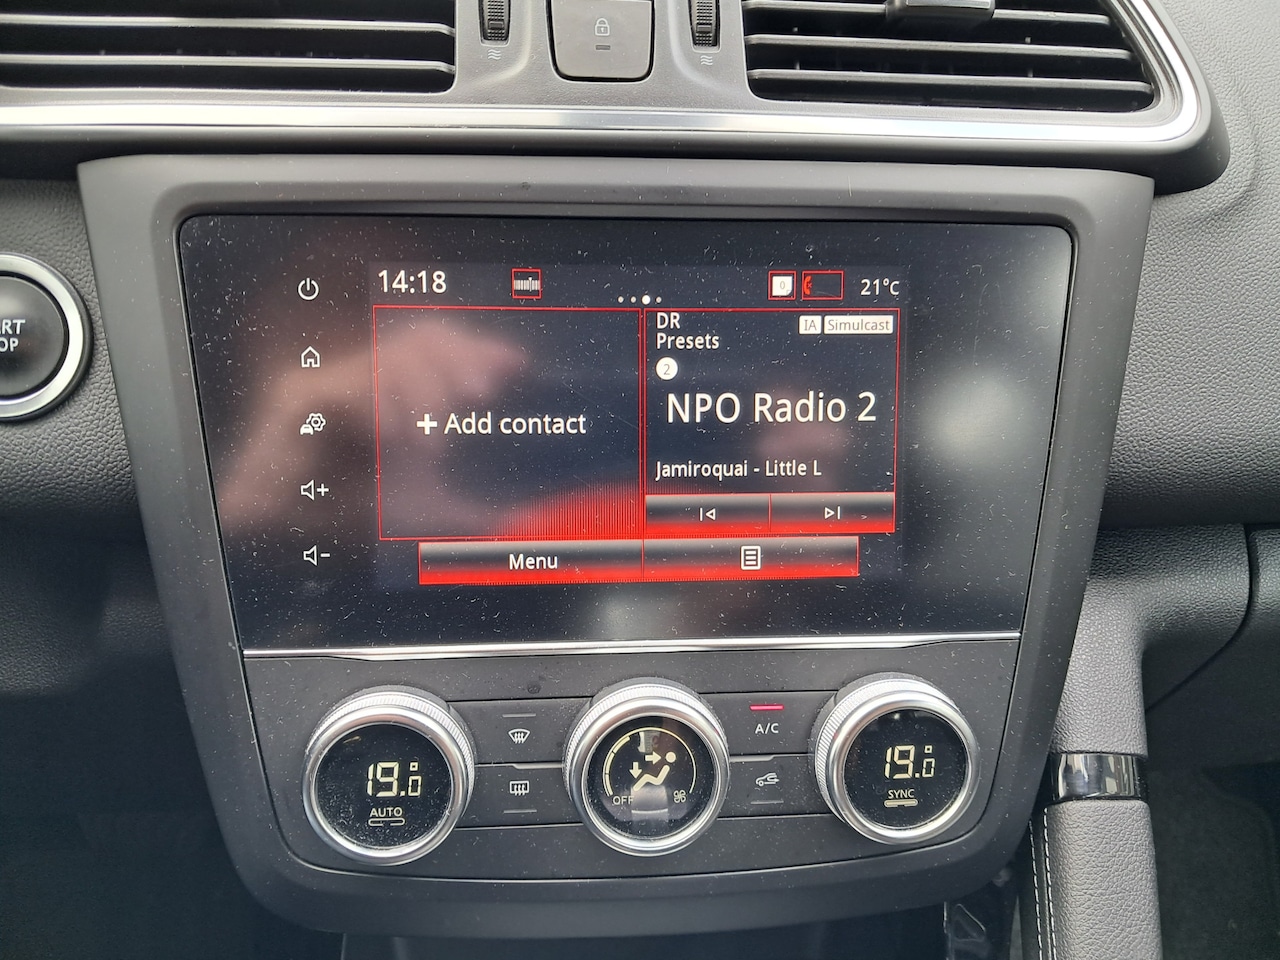 14:18
0
21°C
DR
Presets
IA Simulcast
2
NPO Radio 2
+ Add contact
Jamiroquai - Little L
Menu
19.0
AUTO
OFF
A/C
19.0
SYNC